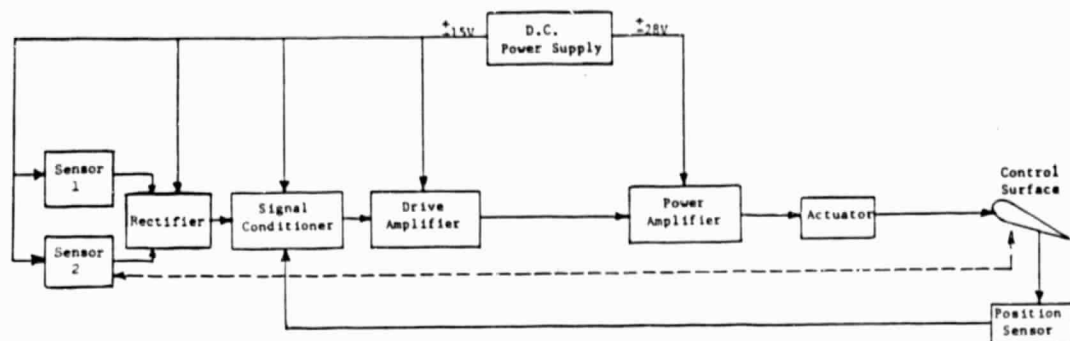 ±15V
D.C.
Power Supply
±28V
Sensor
1
Rectifier
Signal
Conditioner
Drive
Amplifier
Power
Amplifier
Actuator
Control
Surface
Sensor
2
Position
Sensor